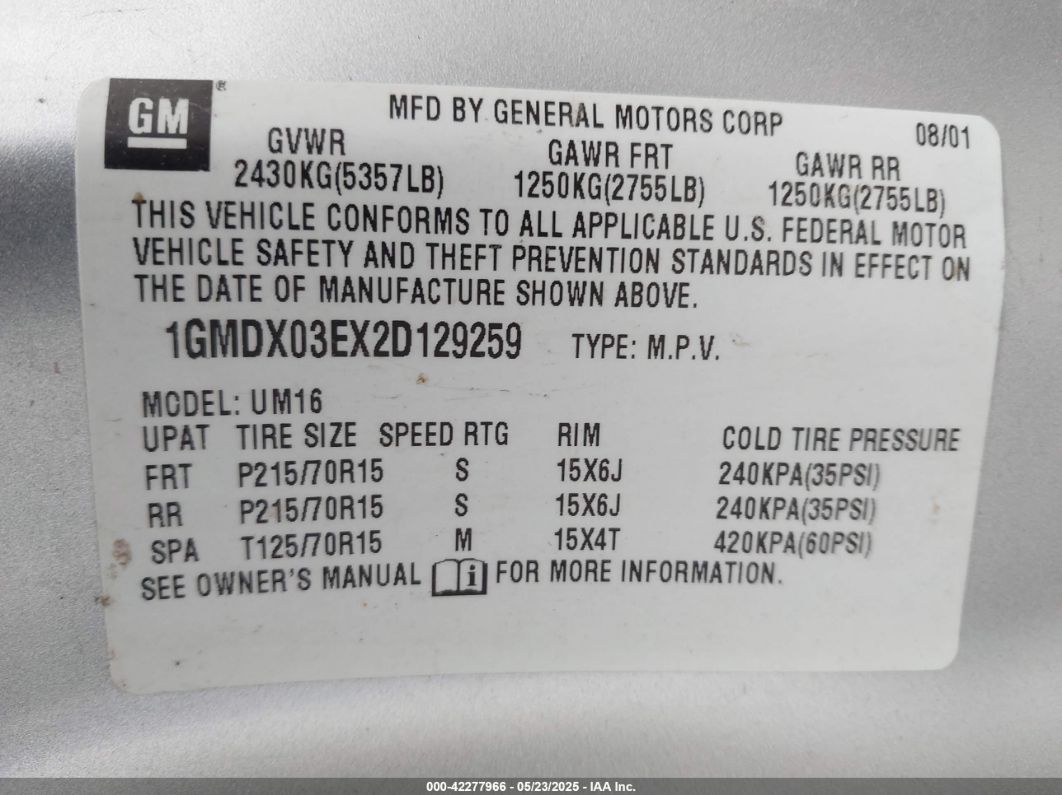 GM®
MFD BY GENERAL MOTORS CORP 08/01
GVWR GAWR FRT GAWR RR
2430KG(5357LB) 1250KG(2755LB) 1250KG(2755LB)
THIS VEHICLE CONFORMS TO ALL APPLICABLE U.S. FEDERAL MOTOR
VEHICLE SAFETY AND THEFT PREVENTION STANDARDS IN EFFECT ON
THE DATE OF MANUFACTURE SHOWN ABOVE.
1GMDX03EX2D129259 TYPE: M.P.V.
MODEL: UM16
UPAT TIRE SIZE SPEED RTG RIM COLD TIRE PRESSURE
FRT P215/70R15 S 15X6J 240KPA(35PSI)
RR P215/70R15 S 15X6J 240KPA(35PSI)
SPA T125/70R15 M 15X4T 420KPA(60PSI)
SEE OWNER'S MANUAL i FOR MORE INFORMATION.
000-42277966 - 05/23/2025 - IAA Inc.